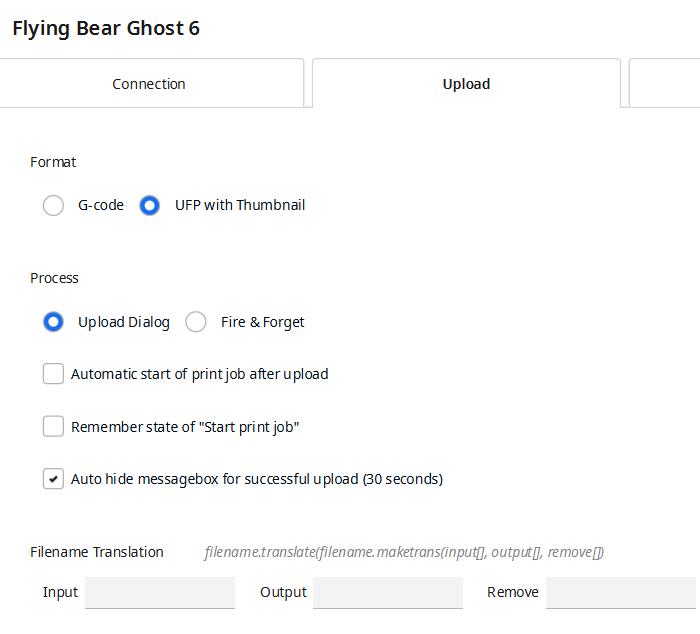 Flying Bear Ghost 6
Connection Upload
Format
G-code UFP with Thumbnail
Process
Upload Dialog Fire & Forget
Automatic start of print job after upload
Remember state of "Start print job"
Auto hide messagebox for successful upload (30 seconds)
Filename Translation filename.translate(filename.maketrans(input[], output[], remove[])
Input Output Remove